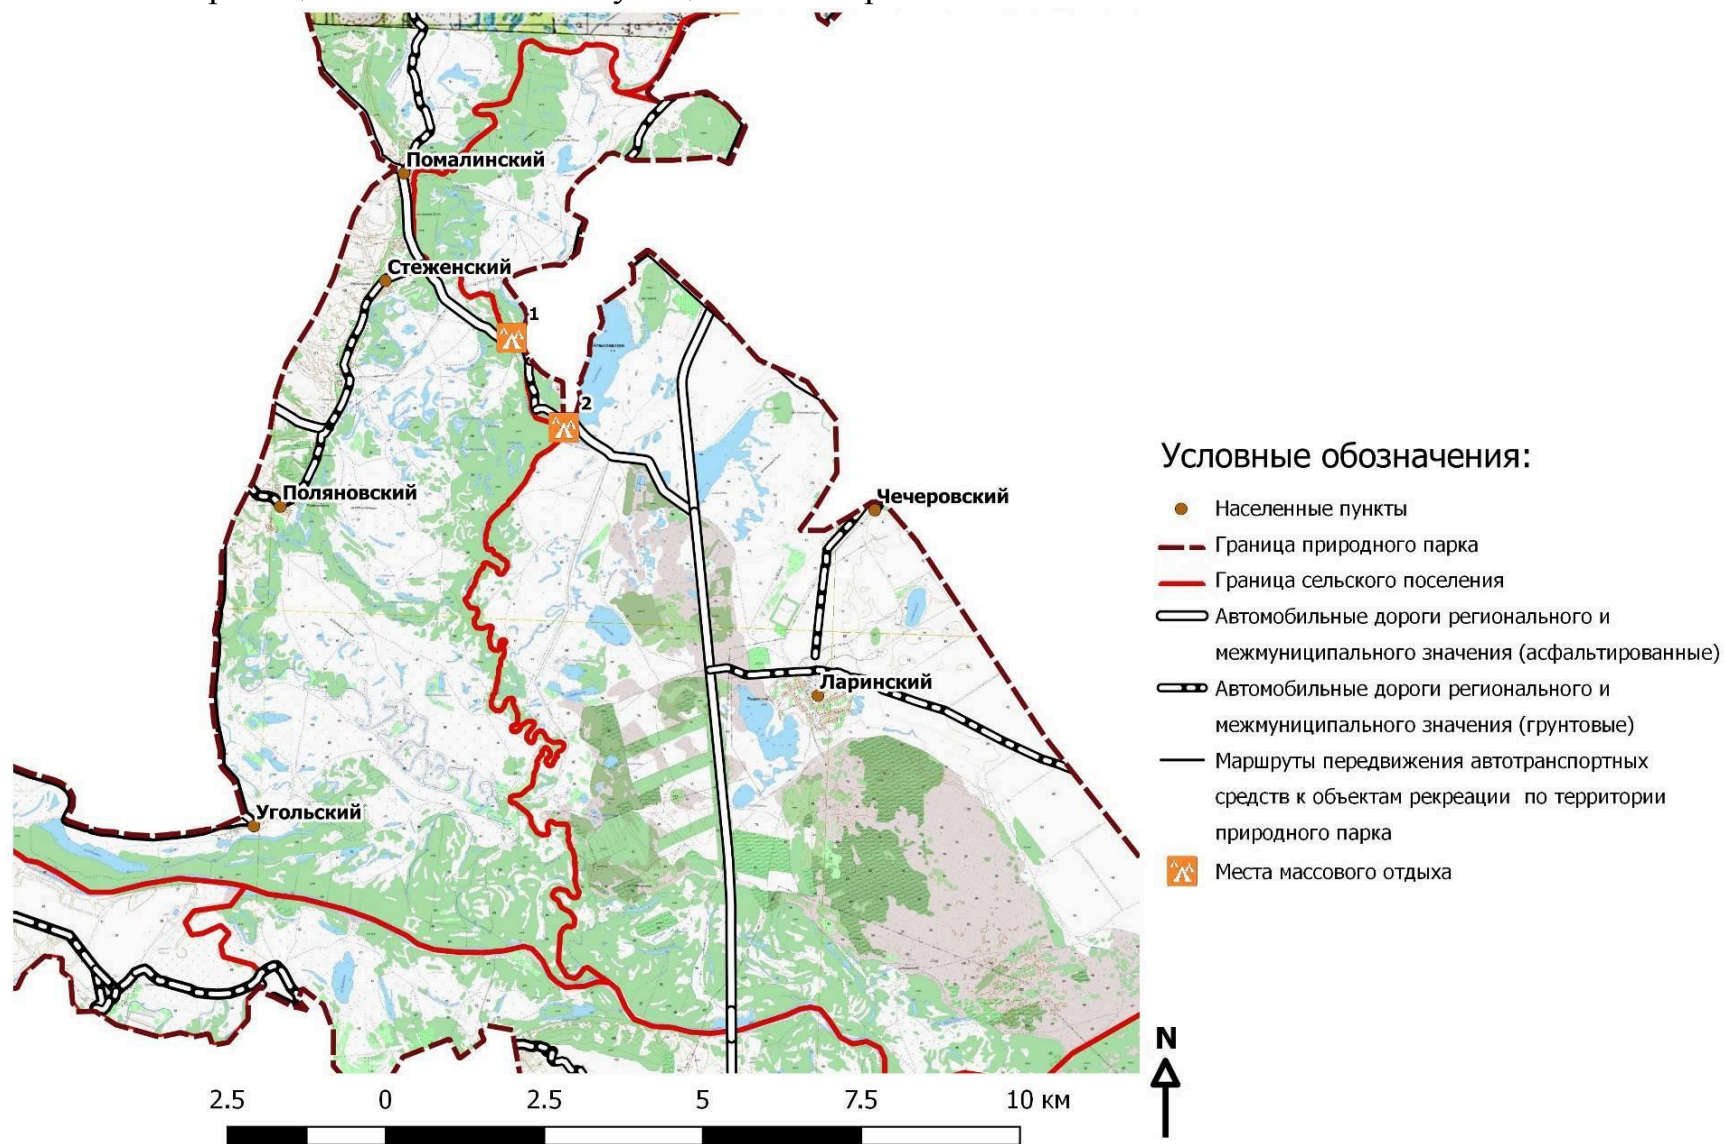 Помалинский
Стеженский
1
2
Поляновский
Чечеровский
Ларинский
Угольский
Условные обозначения:
Населенные пункты
Граница природного парка
Граница сельского поселения
Автомобильные дороги регионального и
межмуниципального значения (асфальтированные)
Автомобильные дороги регионального и
межмуниципального значения (грунтовые)
Маршруты передвижения автотранспортных
средств к объектам рекреации по территории
природного парка
Места массового отдыха
N
2.5 0 2.5 5 7.5 10 км